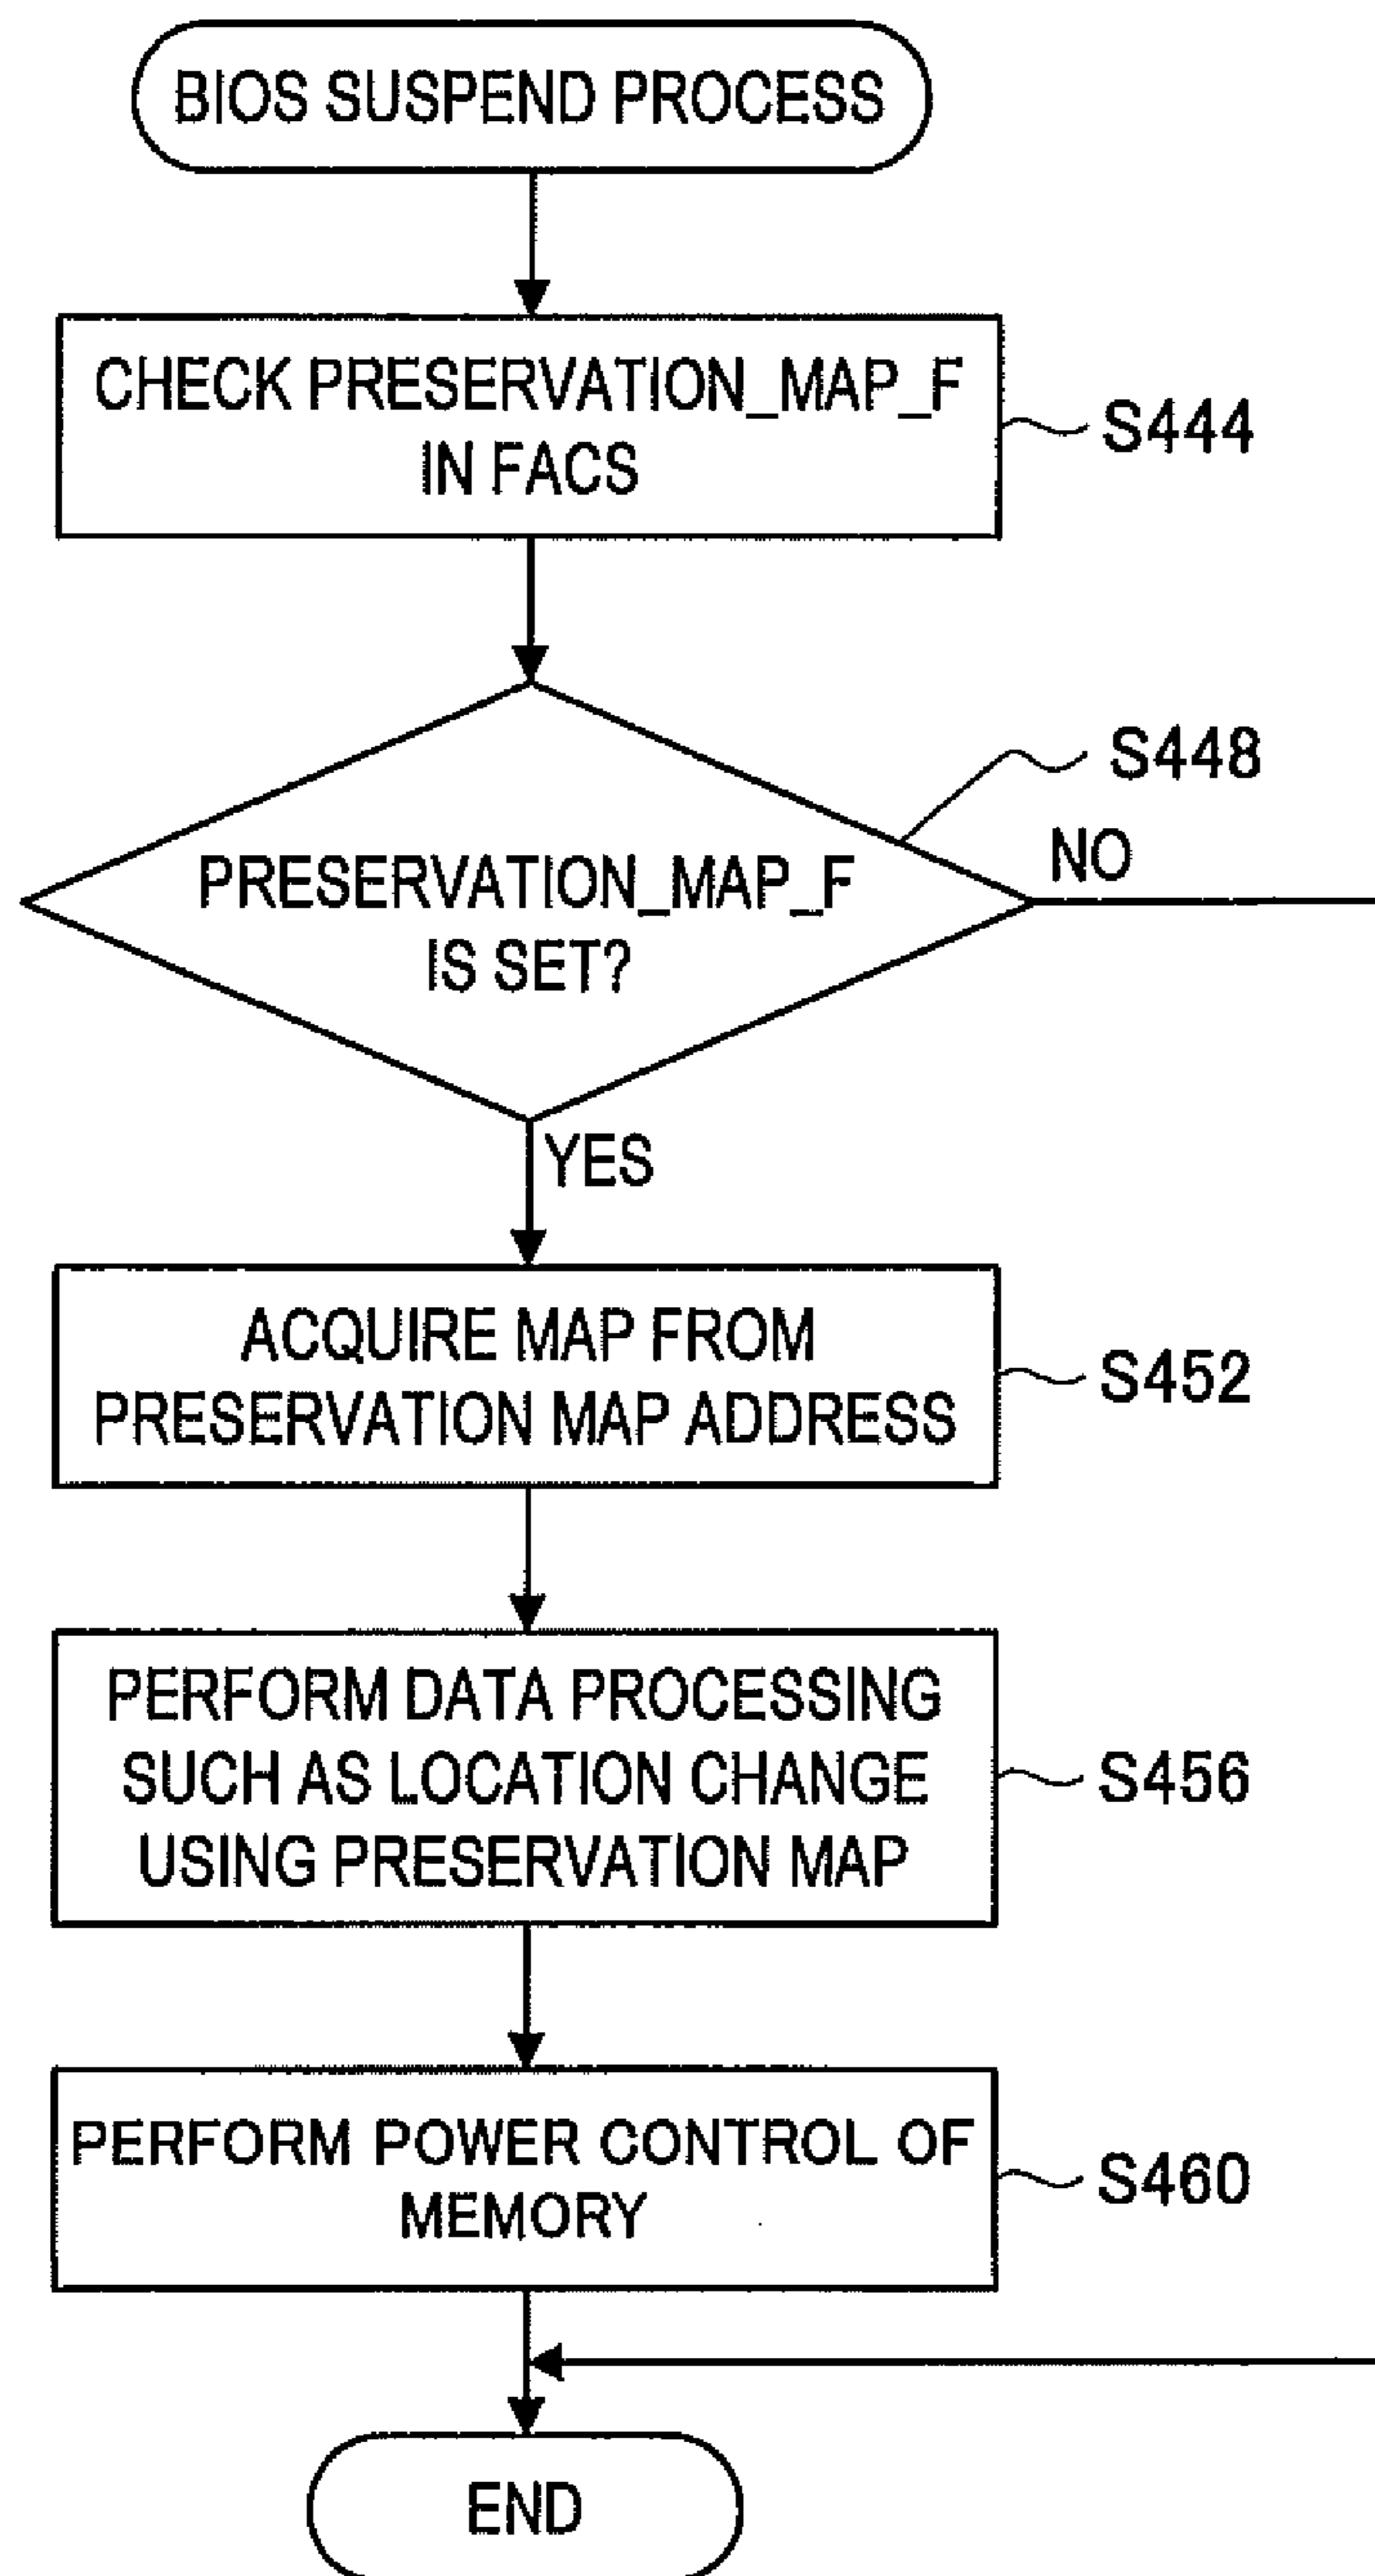 BIOS SUSPEND PROCESS
CHECK PRESERVATION_MAP_F
IN FACS
S444
S448
NO
PRESERVATION_MAP_F
IS SET?
YES
ACQUIRE MAP FROM
PRESERVATION MAP ADDRESS
S452
PERFORM DATA PROCESSING
SUCH AS LOCATION CHANGE
USING PRESERVATION MAP
S456
PERFORM POWER CONTROL OF
MEMORY
S460
END